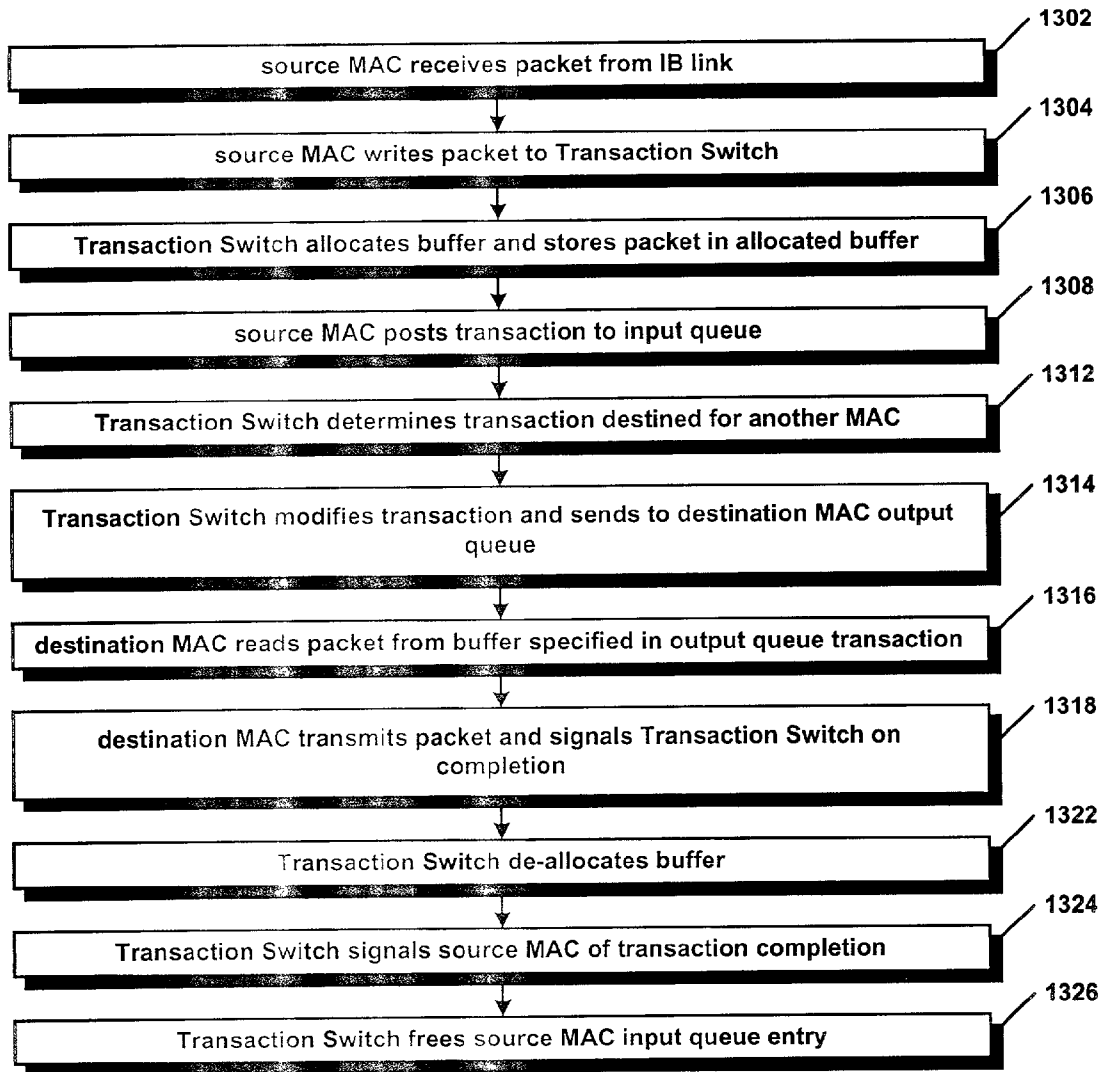 1302
source MAC receives packet from IB link
1304
source MAC writes packet to Transaction Switch
1306
Transaction Switch allocates buffer and stores packet in allocated buffer
1308
source MAC posts transaction to input queue
1312
Transaction Switch determines transaction destined for another MAC
1314
Transaction Switch modifies transaction and sends to destination MAC output
queue
1316
destination MAC reads packet from buffer specified in output queue transaction
1318
destination MAC transmits packet and signals Transaction Switch on
completion
1322
Transaction Switch de-allocates buffer
1324
Transaction Switch signals source MAC of transaction completion
1326
Transaction Switch frees source MAC input queue entry